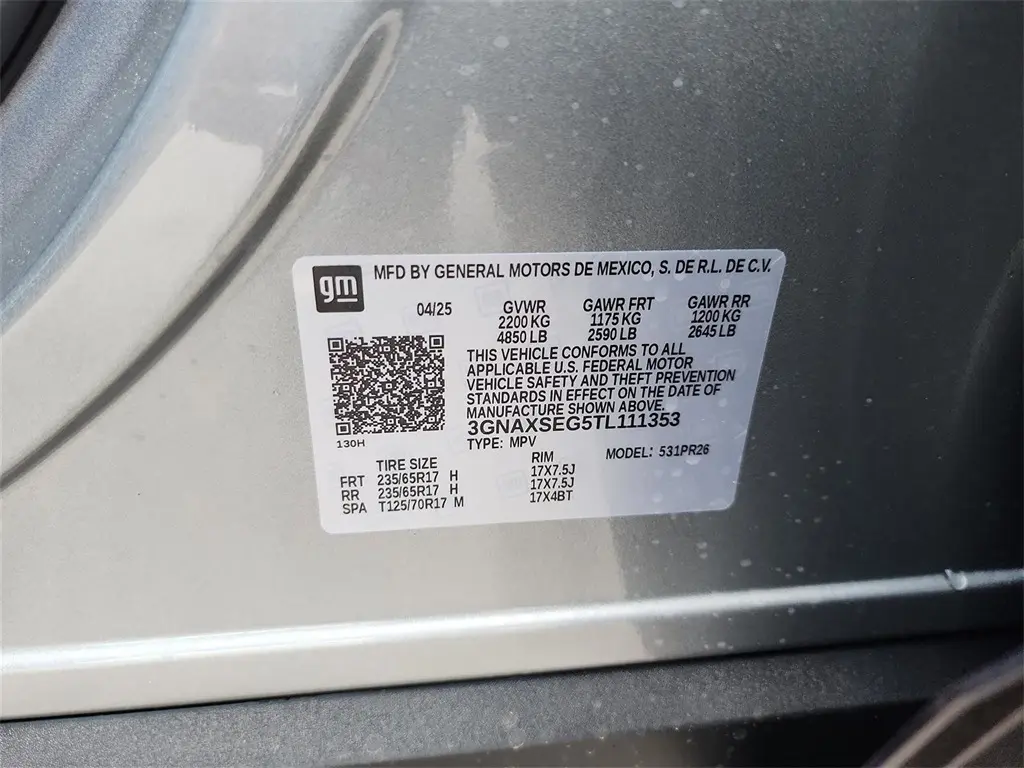 gm MFD BY GENERAL MOTORS DE MEXICO, S. DE R.L. DE C.V.
04/25 GVWR GAWR FRT GAWR RR
2200 KG 1175 KG 1200 KG
4850 LB 2590 LB 2645 LB
THIS VEHICLE CONFORMS TO ALL
APPLICABLE U.S. FEDERAL MOTOR
VEHICLE SAFETY AND THEFT PREVENTION
STANDARDS IN EFFECT ON THE DATE OF
MANUFACTURE SHOWN ABOVE.
3GNAXSEG5TL111353
130H
TYPE: MPV MODEL: 531PR26
TIRE SIZE RIM
FRT 235/65R17 H 17X7.5J
RR 235/65R17 H 17X7.5J
SPA T125/70R17 M 17X4BT